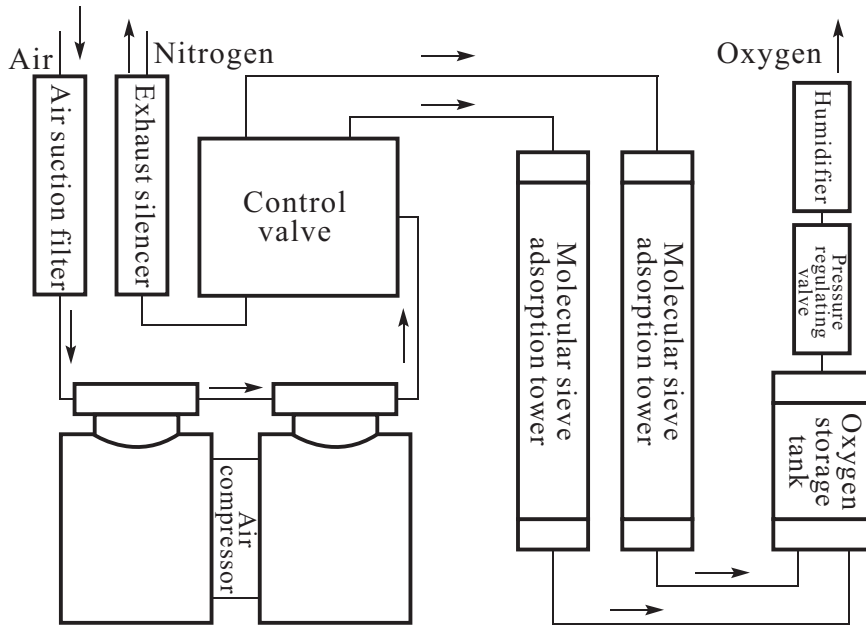 Air
Nitrogen
Oxygen
Air suction filter
Exhaust silencer
Control
valve
Molecular sieve
adsorption tower
Molecular sieve
adsorption tower
Humidifier
Pressure
regulating
valve
Oxygen
storage
tank
Air
compressor